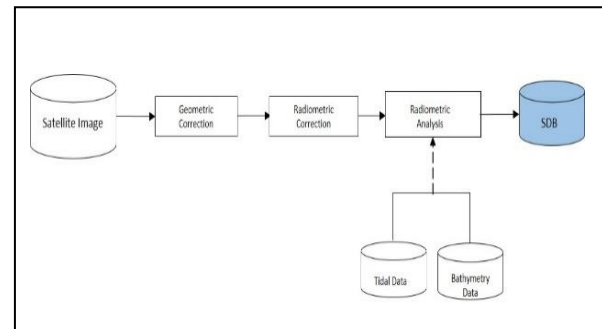 Satellite Image
Geometric
Correction
Radiometric
Correction
Radiometric
Analysis
SDB
Tidal Data
Bathymetry
Data